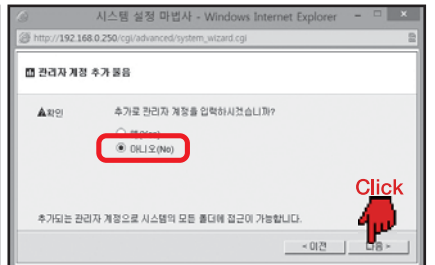 시스템 설정 마법사 - Windows Internet Explorer
http://192.168.0.250/cgi/advanced/system_wizard.cgi
관리자 계정 추가 물음
확인
추가로 관리자 계정을 입력하시겠습니까?
아니오(No)
Click
추가되는 관리자 계정으로 시스템의 모든 폴더에 접근이 가능합니다.
< 이전
다음 >